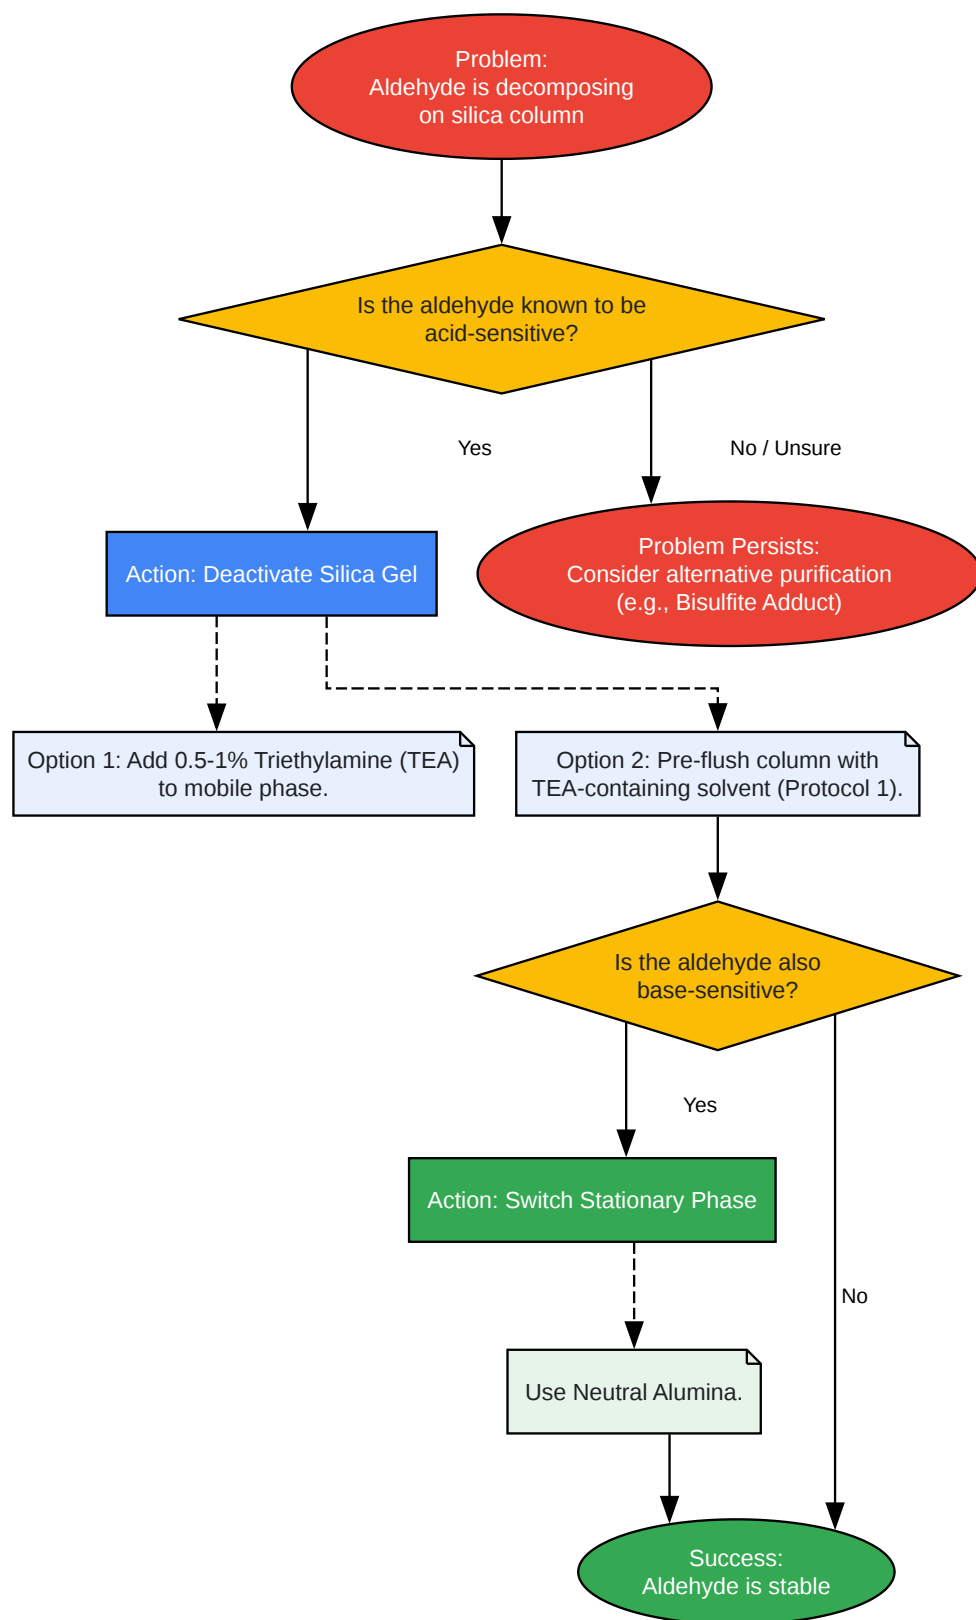 Problem:
Aldehyde is decomposing
on silica column
Is the aldehyde known to be
acid-sensitive?
Yes
No / Unsure
Action: Deactivate Silica Gel
Problem Persists:
Consider alternative purification
(e.g., Bisulfite Adduct)
Option 1: Add 0.5-1% Triethylamine (TEA)
to mobile phase.
Option 2: Pre-flush column with
TEA-containing solvent (Protocol 1).
Is the aldehyde also
base-sensitive?
Yes
Action: Switch Stationary Phase
No
Use Neutral Alumina.
Success:
Aldehyde is stable